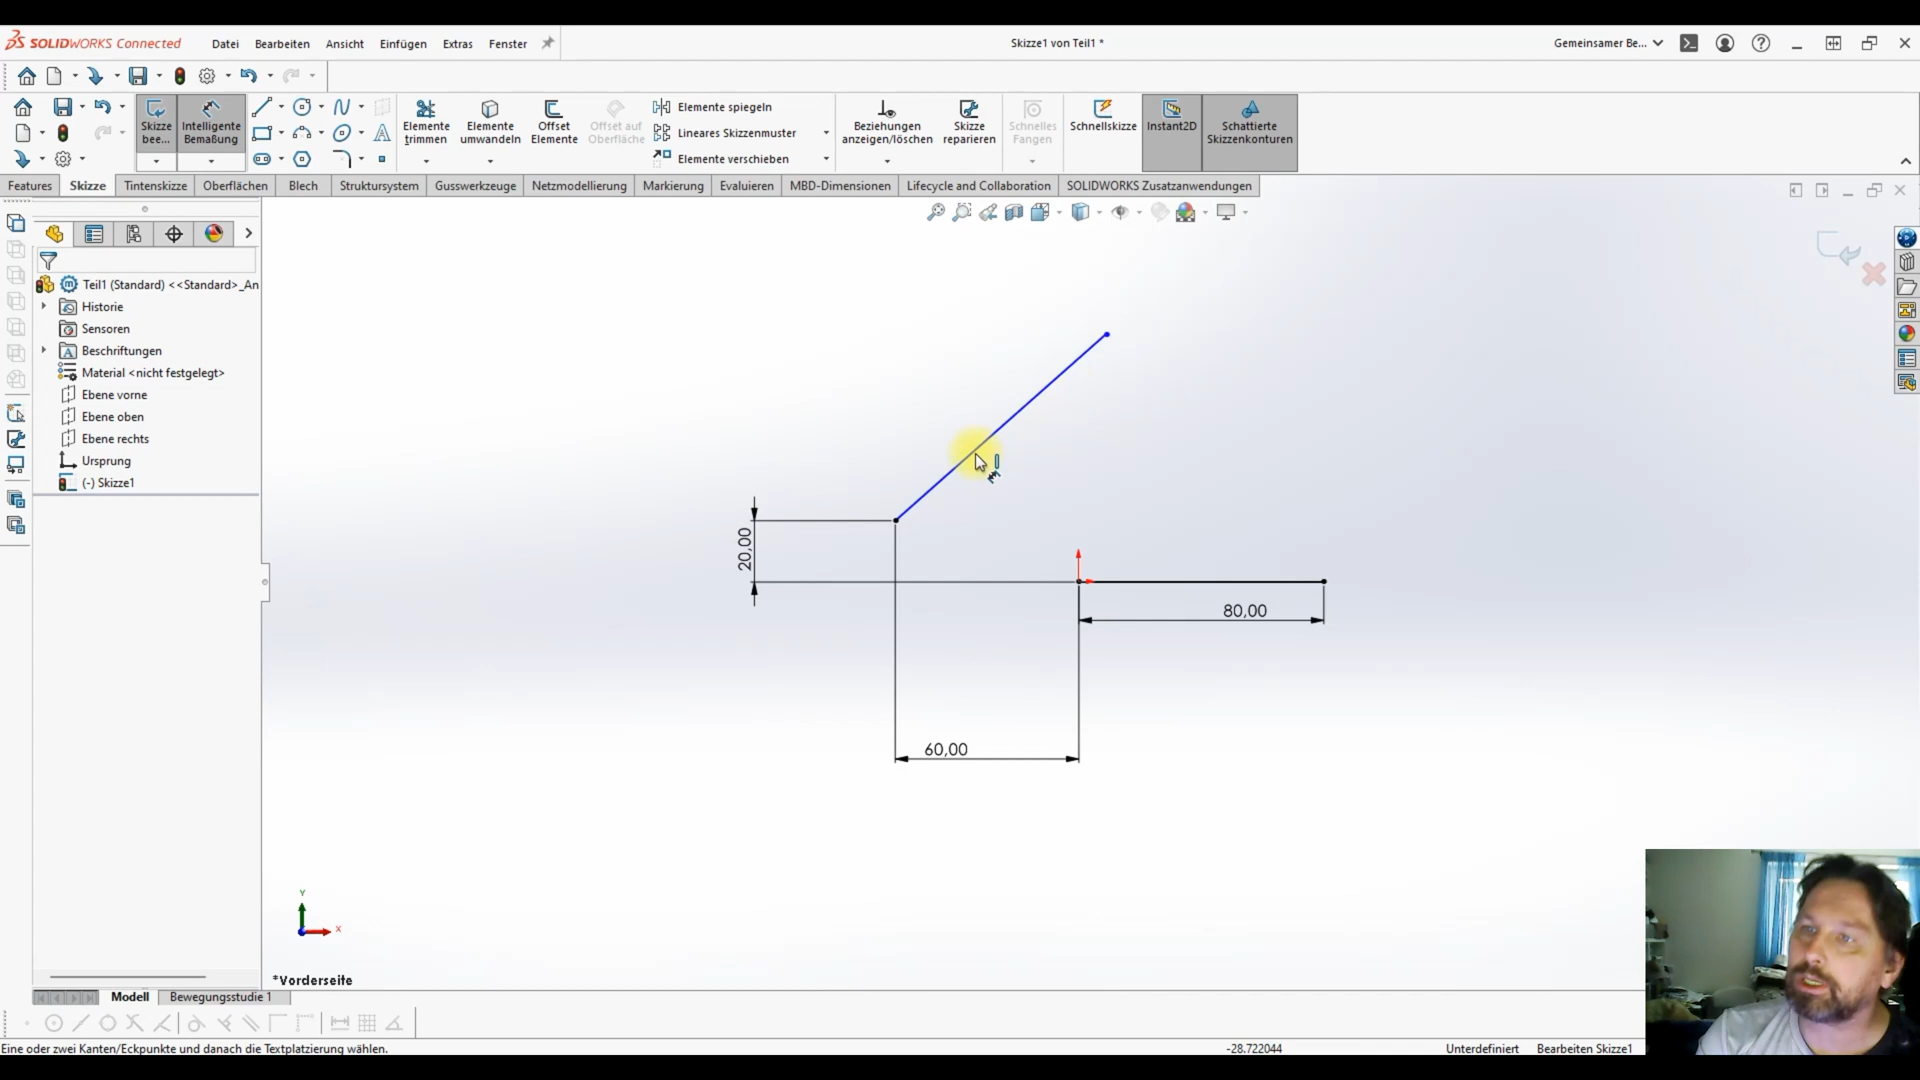 SOLIDWORKS Connected
Datei Bearbeiten Ansicht Einfügen Extras Fenster
Skizze1 von Teil1 *
Gemeinsamer Be...
Skizze bee...
Intelligente Bemaßung
Elemente trimmen
Elemente umwandeln
Offset Elemente
Offset auf Oberfläche
Elemente spiegeln
Lineares Skizzenmuster
Elemente verschieben
Beziehungen anzeigen/löschen
Skizze reparieren
Schnelles Fangen
Schnellskizze
Instant2D
Schattierte Skizzenkonturen
Features Skizze Tintenskizze Oberflächen Blech Struktursystem Gusswerkzeuge Netzmodellierung Markierung Evaluieren MBD-Dimensionen Lifecycle and Collaboration SOLIDWORKS Zusatzanwendungen
Teil1 (Standard) <<Standard>_An
Historie
Sensoren
Beschriftungen
Material <nicht festgelegt>
Ebene vorne
Ebene oben
Ebene rechts
Ursprung
(-) Skizze1
20,00
80,00
60,00
Y
X
*Vorderseite
Modell Bewegungsstudie 1
Eine oder zwei Kanten/Eckpunkte und danach die Textplatzierung wählen.
-28.722044
Unterdefiniert
Bearbeiten Skizze1